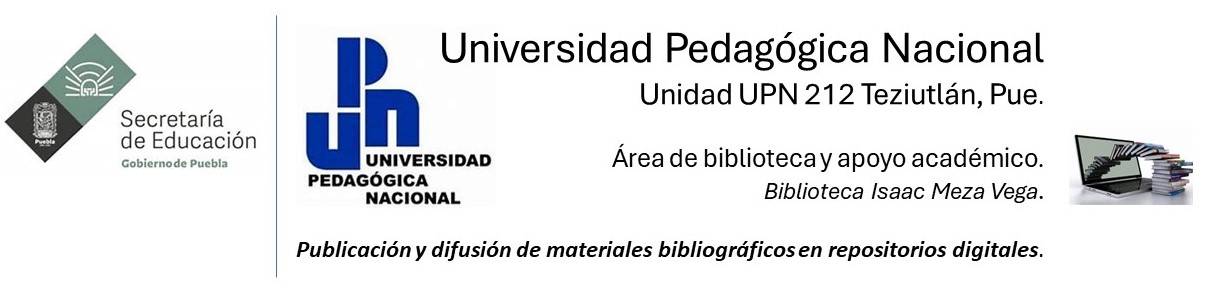 Secretaría
de Educación
Gobierno de Puebla
Puebla
UPN
UNIVERSIDAD
PEDAGÓGICA
NACIONAL
Universidad Pedagógica Nacional
Unidad UPN 212 Teziutlán, Pue.
Área de biblioteca y apoyo académico.
Biblioteca Isaac Meza Vega.
Publicación y difusión de materiales bibliográficos en repositorios digitales.